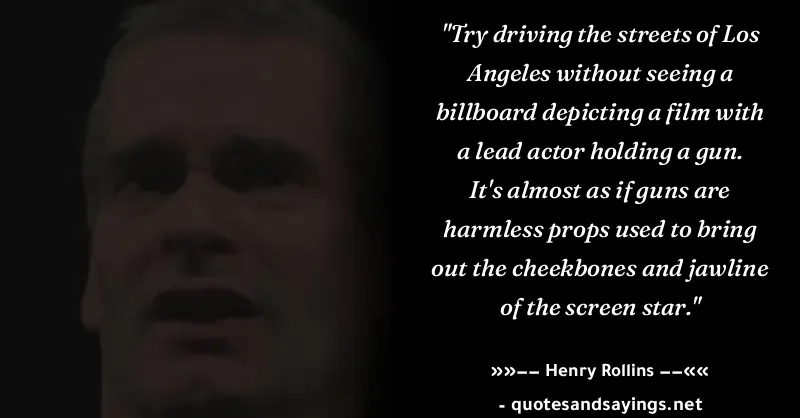 "Try driving the streets of Los
Angeles without seeing a
billboard depicting a film with
a lead actor holding a gun.
It's almost as if guns are
harmless props used to bring
out the cheekbones and jawline
of the screen star."
»»−− Henry Rollins −−««
- quotesandsayings.net